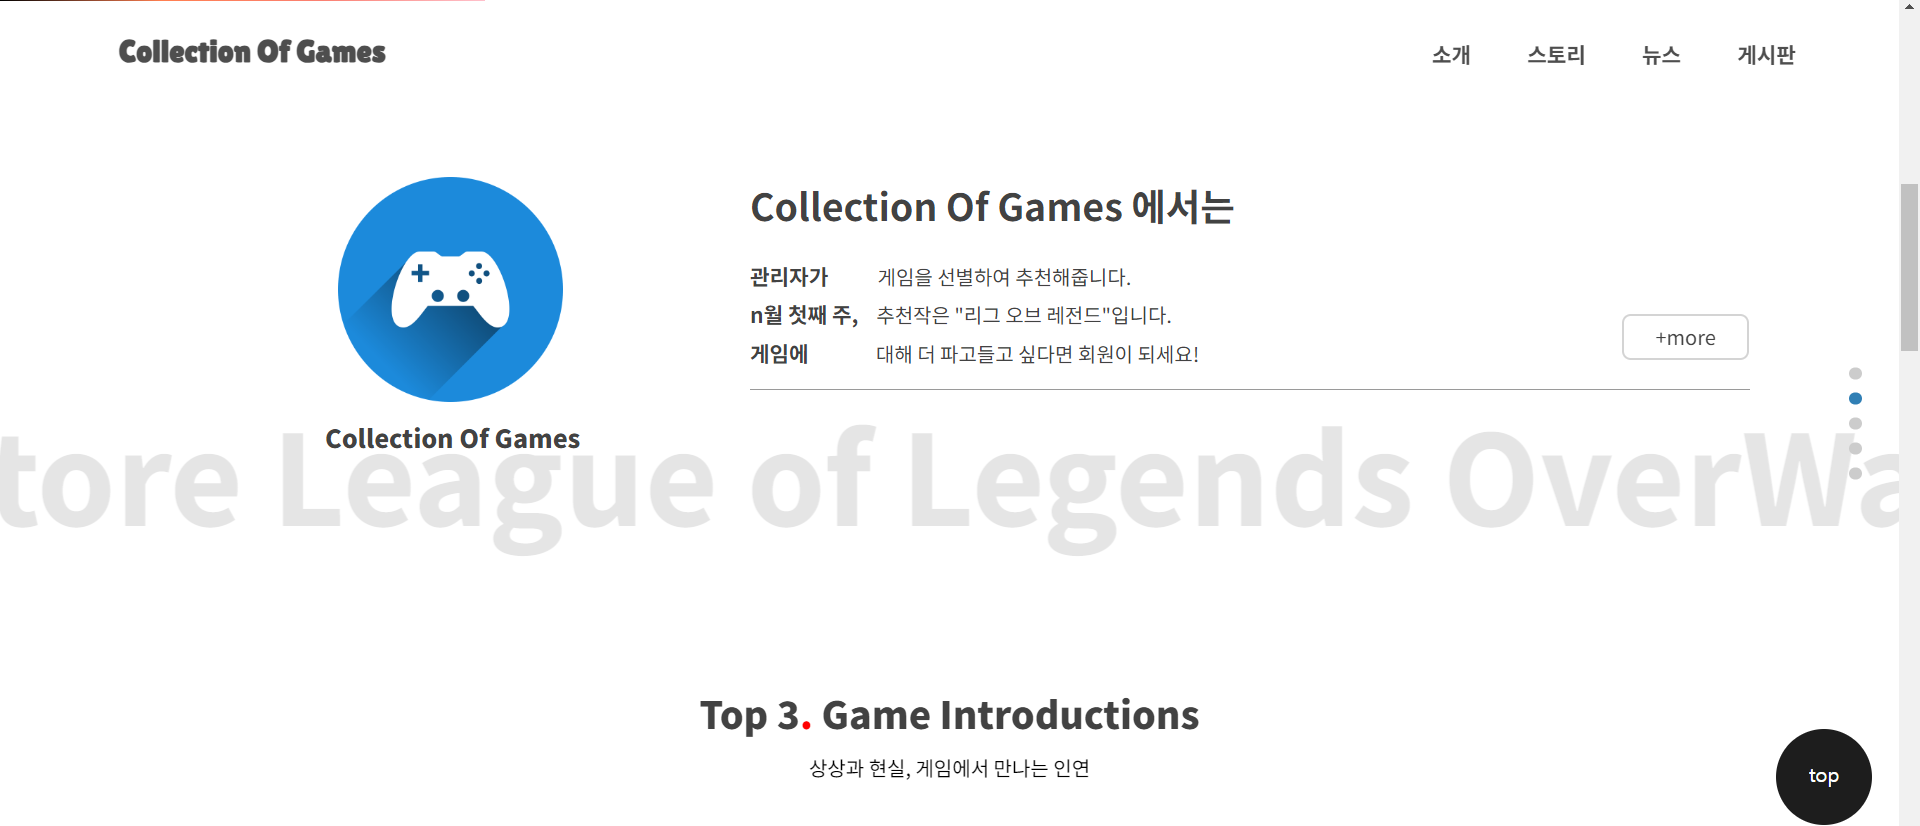 Collection Of Games
소개 스토리 뉴스 게시판
Collection Of Games 에서는
관리자가 게임을 선별하여 추천해줍니다.
n월 첫째 주, 추천작은 "리그 오브 레전드"입니다.
게임에 대해 더 파고들고 싶다면 회원이 되세요!
+more
Collection Of Games
tore League of Legends OverWa
Top 3. Game Introductions
상상과 현실, 게임에서 만나는 인연
top